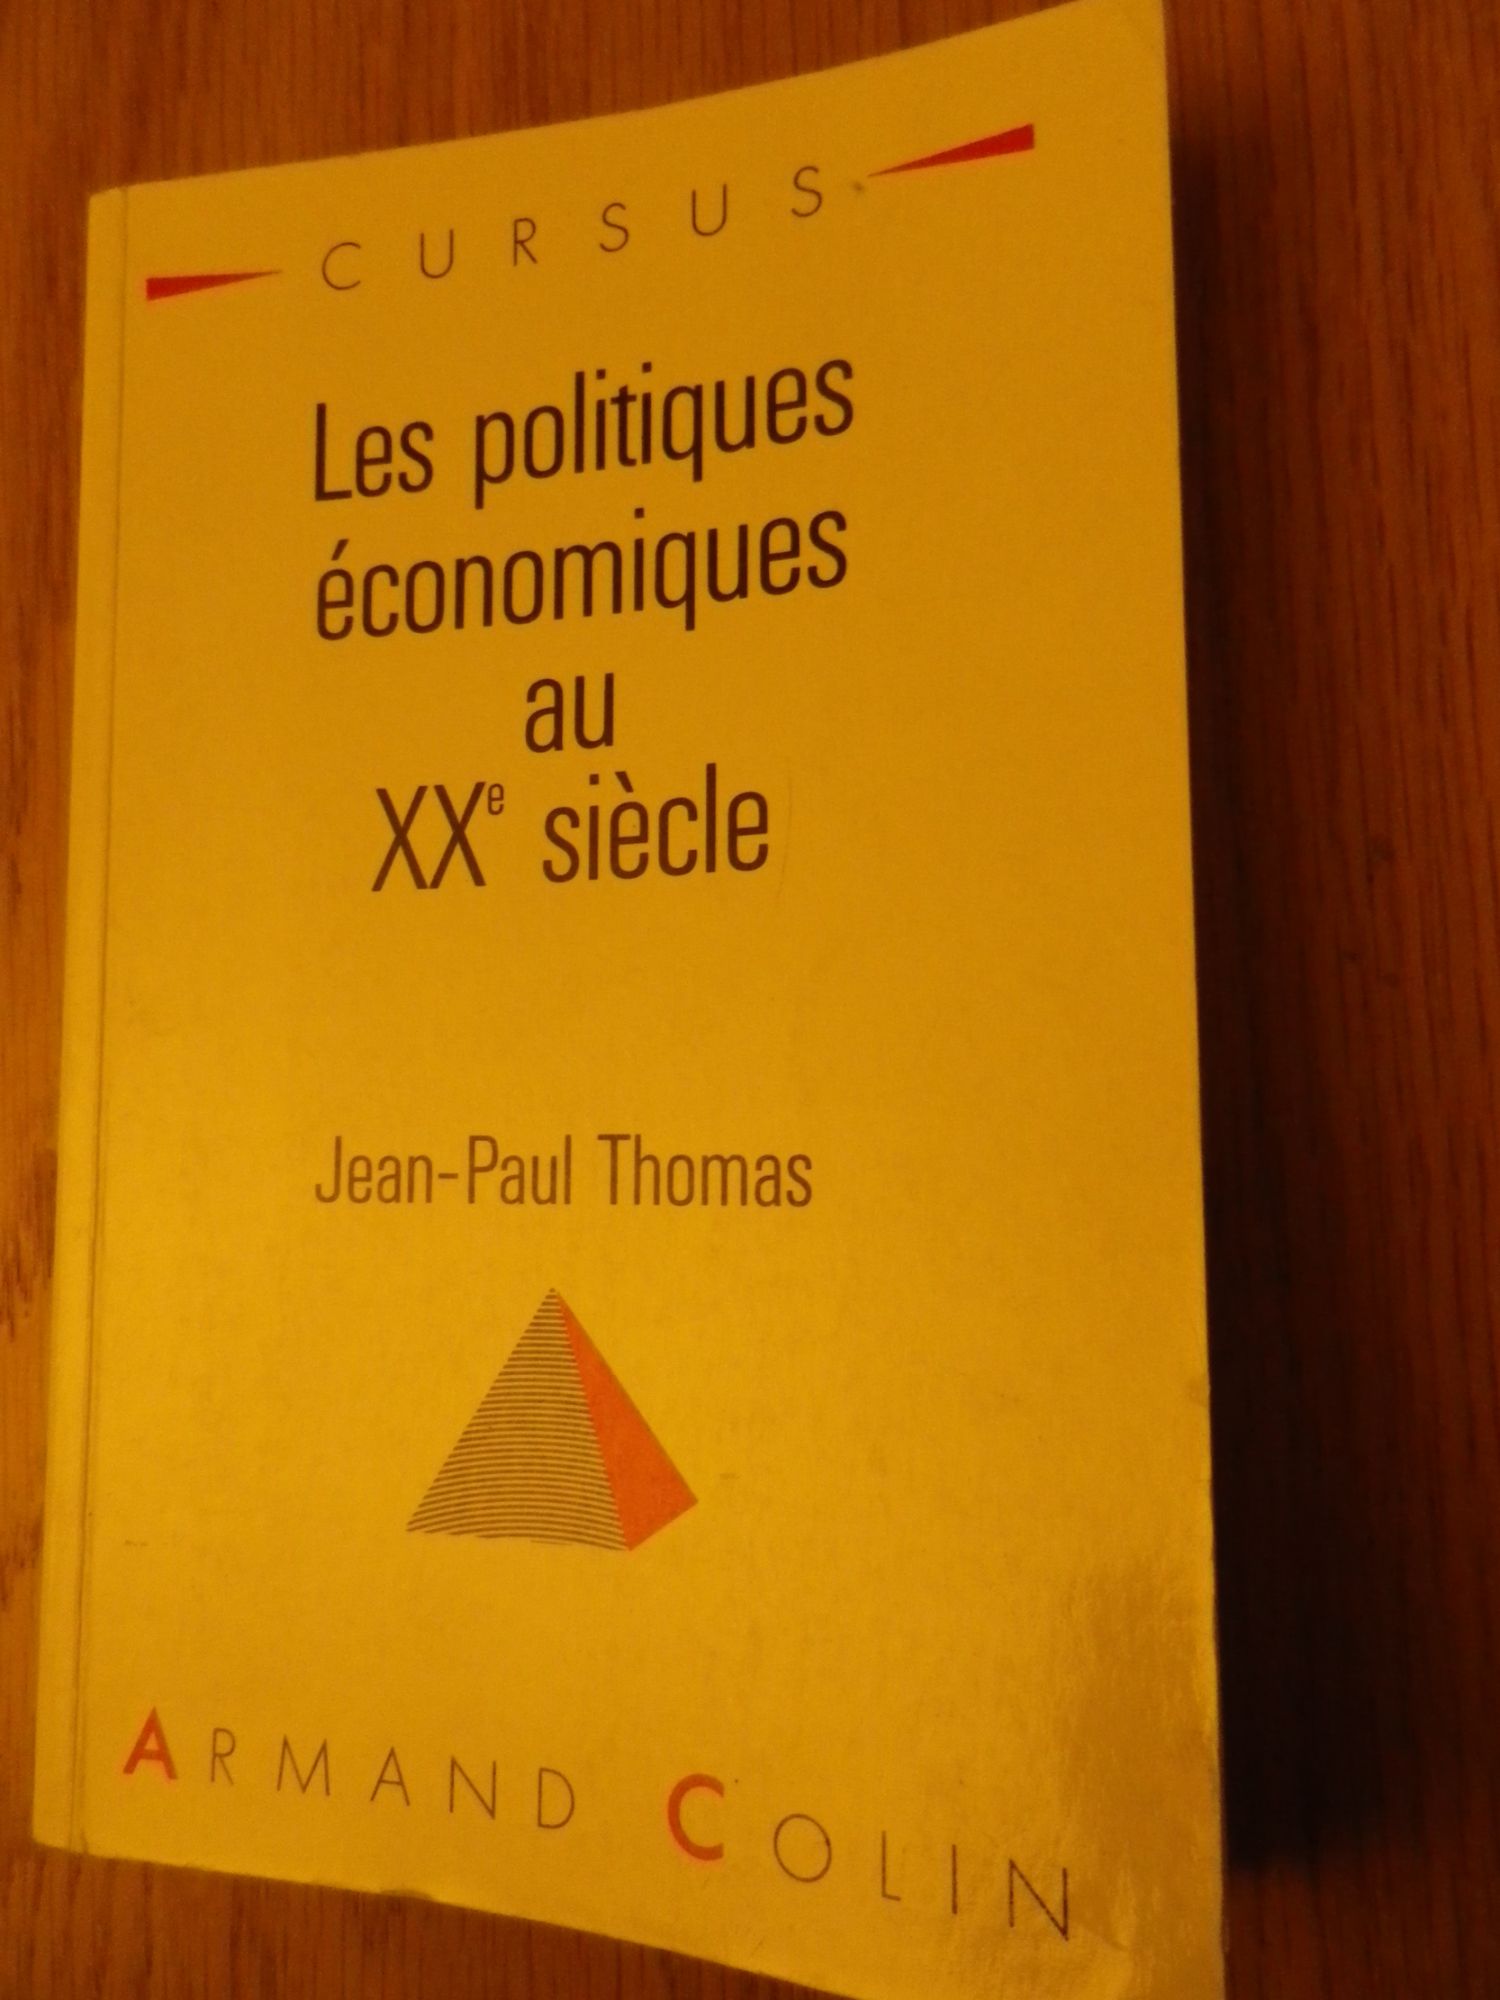 CURSUS
Les politiques
économiques
au
XXe siècle
Jean-Paul Thomas
ARMAND COLIN